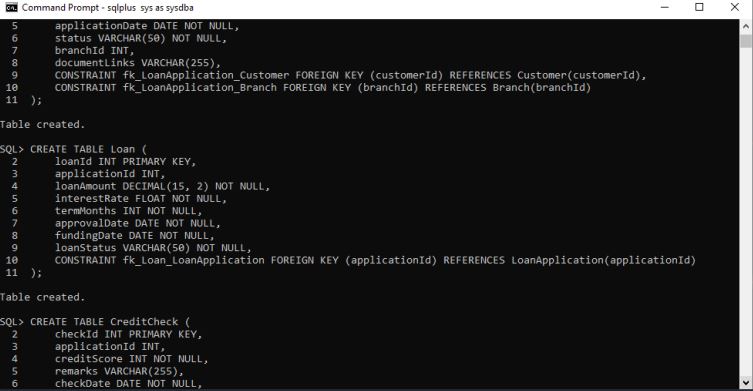 Command Prompt - sqlplus  sys as sysdba
  5      applicationDate DATE NOT NULL,
  6      status VARCHAR(50) NOT NULL,
  7      branchId INT,
  8      documentLinks VARCHAR(255),
  9      CONSTRAINT fk_LoanApplication_Customer FOREIGN KEY (customerId) REFERENCES Customer(customerId),
 10      CONSTRAINT fk_LoanApplication_Branch FOREIGN KEY (branchId) REFERENCES Branch(branchId)
 11  );
Table created.
SQL> CREATE TABLE Loan (
  2      loanId INT PRIMARY KEY,
  3      applicationId INT,
  4      loanAmount DECIMAL(15, 2) NOT NULL,
  5      interestRate FLOAT NOT NULL,
  6      termMonths INT NOT NULL,
  7      approvalDate DATE NOT NULL,
  8      fundingDate DATE NOT NULL,
  9      loanStatus VARCHAR(50) NOT NULL,
 10      CONSTRAINT fk_Loan_LoanApplication FOREIGN KEY (applicationId) REFERENCES LoanApplication(applicationId)
 11  );
Table created.
SQL> CREATE TABLE CreditCheck (
  2      checkId INT PRIMARY KEY,
  3      applicationId INT,
  4      creditScore INT NOT NULL,
  5      remarks VARCHAR(255),
  6      checkDate DATE NOT NULL,